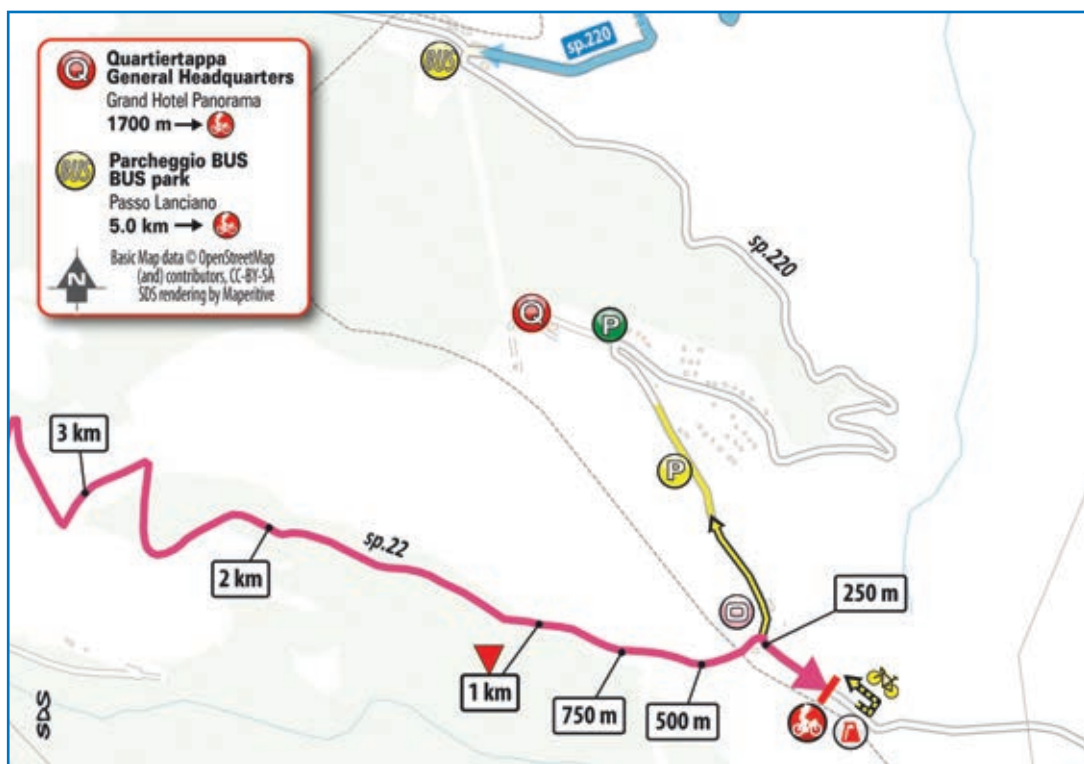 Q
Quartiertappa
General Headquarters
Grand Hotel Panorama
1700 m
BUS
Parcheggio BUS
BUS park
Passo Lanciano
5.0 km
N
Basic Map data © OpenStreetMap
(and) contributors, CC-BY-SA
SDS rendering by Maperitive
BUS
sp.220
sp.220
Q
P
P
3 km
2 km
sp.22
1 km
750 m
500 m
250 m
SDS